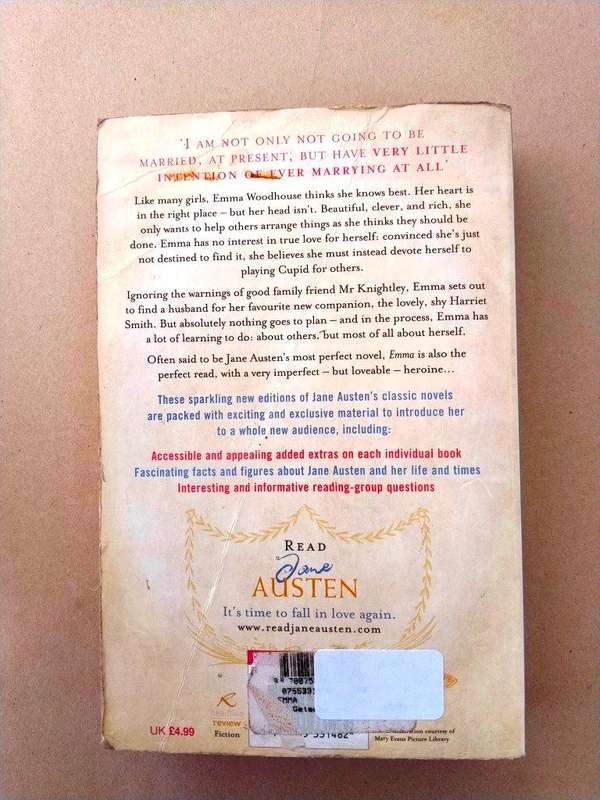 'I AM NOT ONLY NOT GOING TO BE
MARRIED, AT PRESENT, BUT HAVE VERY LITTLE
INTENTION OF EVER MARRYING AT ALL'
Like many girls, Emma Woodhouse thinks she knows best. Her heart is
in the right place – but her head isn't. Beautiful, clever, and rich, she
only wants to help others arrange things as she thinks they should be
done. Emma has no interest in true love for herself: convinced she's just
not destined to find it, she believes she must instead devote herself to
playing Cupid for others.
Ignoring the warnings of good family friend Mr Knightley, Emma sets out
to find a husband for her favourite new companion, the lovely, shy Harriet
Smith. But absolutely nothing goes to plan – and in the process, Emma has
a lot of learning to do: about others, but most of all about herself.
Often said to be Jane Austen's most perfect novel, Emma is also the
perfect read, with a very imperfect – but loveable – heroine...
These sparkling new editions of Jane Austen's classic novels
are packed with exciting and exclusive material to introduce her
to a whole new audience, including:
Accessible and appealing added extras on each individual book
Fascinating facts and figures about Jane Austen and her life and times
Interesting and informative reading-group questions
READ
Jane
AUSTEN
It's time to fall in love again.
www.readjaneausten.com
EMMA
review
Fiction
UK £4.99
331482
courtesy of
Mary Evans Picture Library